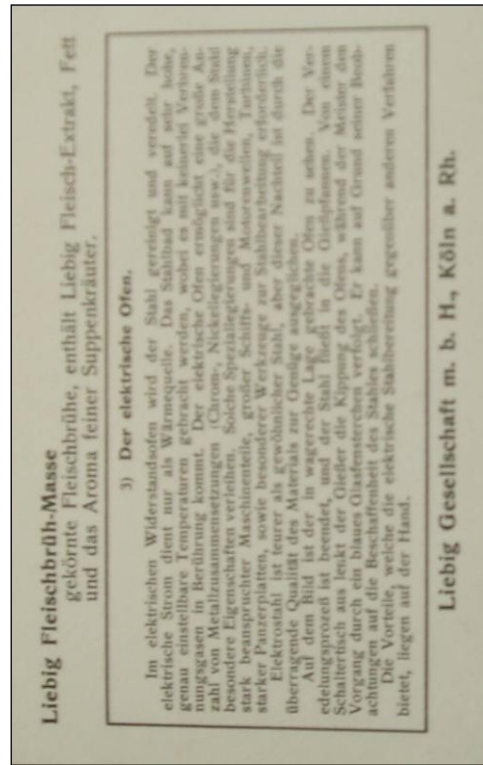 Liebig Fleischbrüh-Masse
gekörnte Fleischbrühe, enthält Liebig Fleisch-Extrakt, Fett
und das Aroma feiner Suppenkräuter.
3) Der elektrische Ofen.
Im elektrischen Widerstandsofen wird der Stahl gereinigt und veredelt. Der
elektrische Strom dient nur als Wärmequelle. Das Stahlbad kann auf sehr hohe,
genau einstellbare Temperaturen gebracht werden, wobei es mit keinerlei Verbren-
nungsgasen in Berührung kommt. Der elektrische Ofen ermöglicht eine große An-
zahl von Metallzusammensetzungen (Chrom-, Nickellegierungen usw.), die dem Stahl
besondere Eigenschaften verleihen. Solche Speziallegierungen sind für die Herstellung
stark beanspruchter Maschinenteile, großer Schiffs- und Motorenwellen, Turbinen,
starker Panzerplatten, sowie besonderer Werkzeuge zur Stahlbearbeitung erforderlich.
Elektrostahl ist teurer als gewöhnlicher Stahl, aber dieser Nachteil ist durch die
überragende Qualität des Materials zur Genüge ausgeglichen.
Auf dem Bild ist der in wagerechte Lage gebrachte Ofen zu sehen. Der Ver-
edelungsprozeß ist beendet, und der Stahl fließt in die Gießpfannen. Von einem
Schaltertisch aus lenkt der Gießer die Kippung des Ofens, während der Meister den
Vorgang durch ein blaues Glasfensterchen verfolgt. Er kann auf Grund seiner Beob-
achtungen auf die Beschaffenheit des Stahles schließen.
Die Vorteile, welche die elektrische Stahlbereitung gegenüber anderen Verfahren
bietet, liegen auf der Hand.
Liebig Gesellschaft m. b. H., Köln a. Rh.